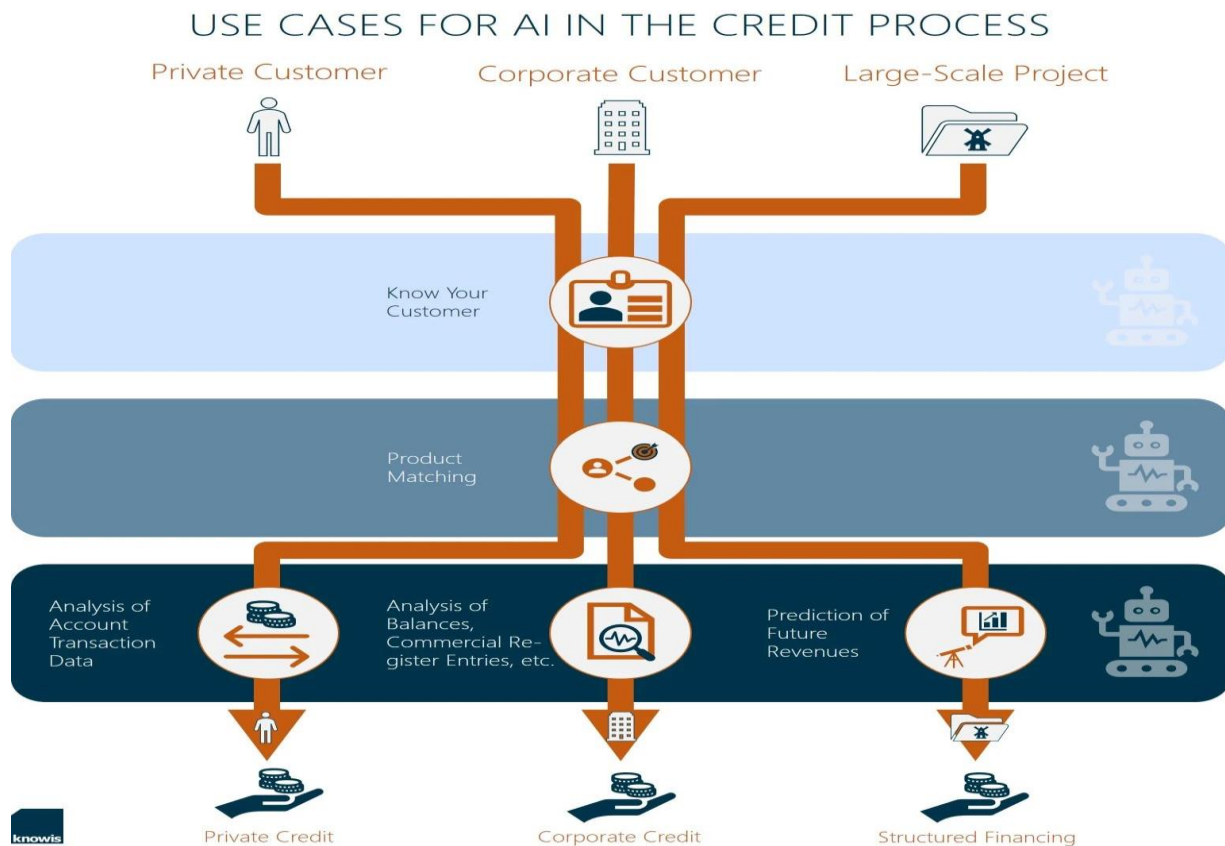 USE CASES FOR AI IN THE CREDIT PROCESS
Private Customer
Corporate Customer
Large-Scale Project
Know Your
Customer
Product
Matching
Analysis of
Account
Transaction
Data
Analysis of
Balances,
Commercial Re-
gister Entries, etc.
Prediction of
Future
Revenues
Private Credit
Corporate Credit
Structured Financing
knowis